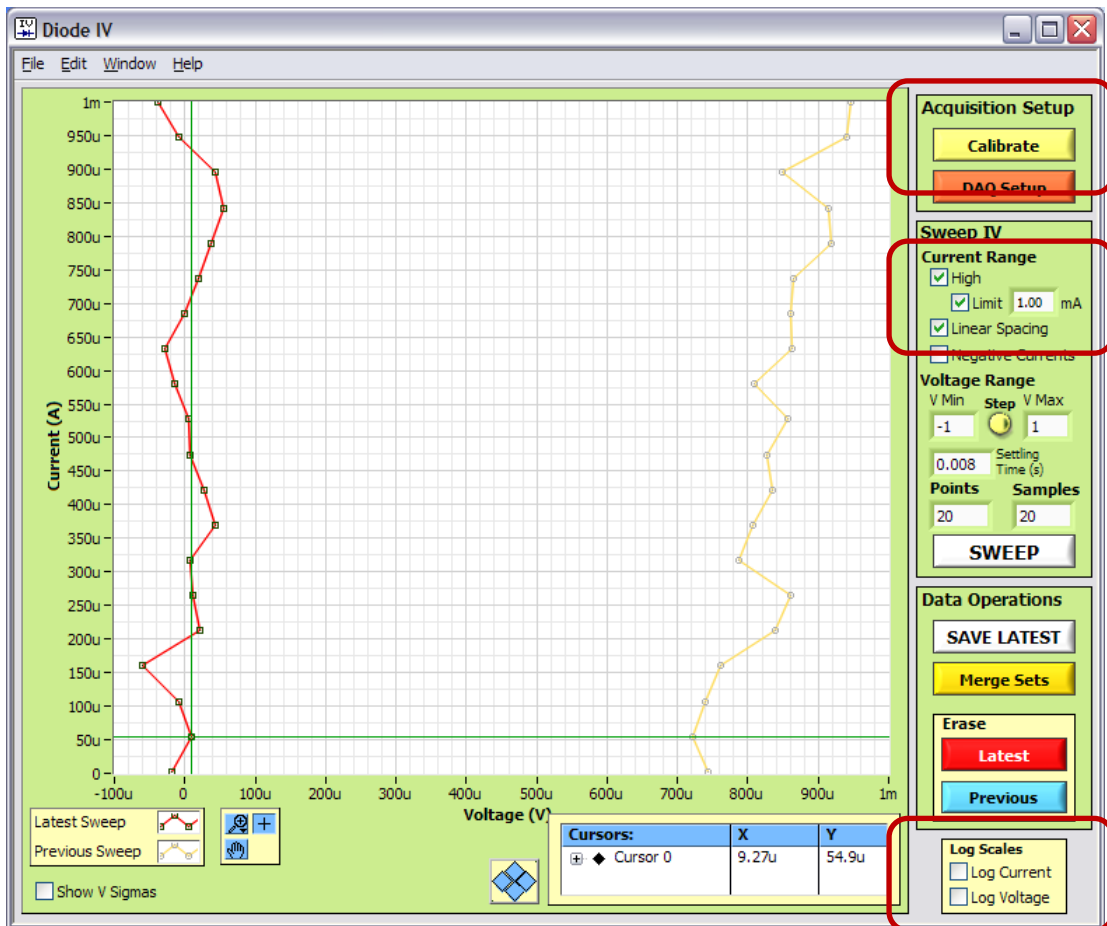 IV Diode IV
File Edit Window Help
1m
950u
900u
850u
800u
750u
700u
650u
600u
550u
500u
450u
400u
350u
300u
250u
200u
150u
100u
50u
0
Current (A)
-100u 0 100u 200u 300u 400u 500u 600u 700u 800u 900u 1m
Voltage (V)
Latest Sweep
Previous Sweep
Show V Sigmas
Cursors: X Y
Cursor 0 9.27u 54.9u
Acquisition Setup
Calibrate
DAQ Setup
Sweep IV
Current Range
High
Limit 1.00 mA
Linear Spacing
Negative Currents
Voltage Range
V Min Step V Max
-1 1
0.008 Settling
Time (s)
Points Samples
20 20
SWEEP
Data Operations
SAVE LATEST
Merge Sets
Erase
Latest
Previous
Log Scales
Log Current
Log Voltage